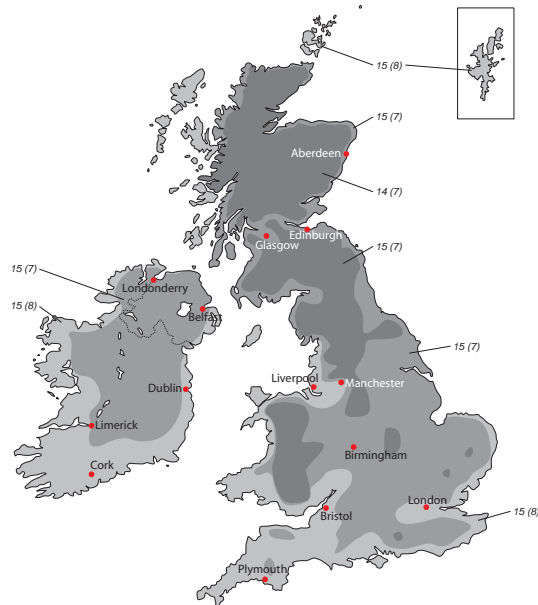 15 (8)
15 (7)
Aberdeen
14 (7)
Edinburgh
Glasgow
15 (7)
15 (7)
Londonderry
15 (8)
Belfast
15 (7)
Liverpool
Manchester
Dublin
Limerick
Birmingham
Cork
London
Bristol
15 (8)
Plymouth